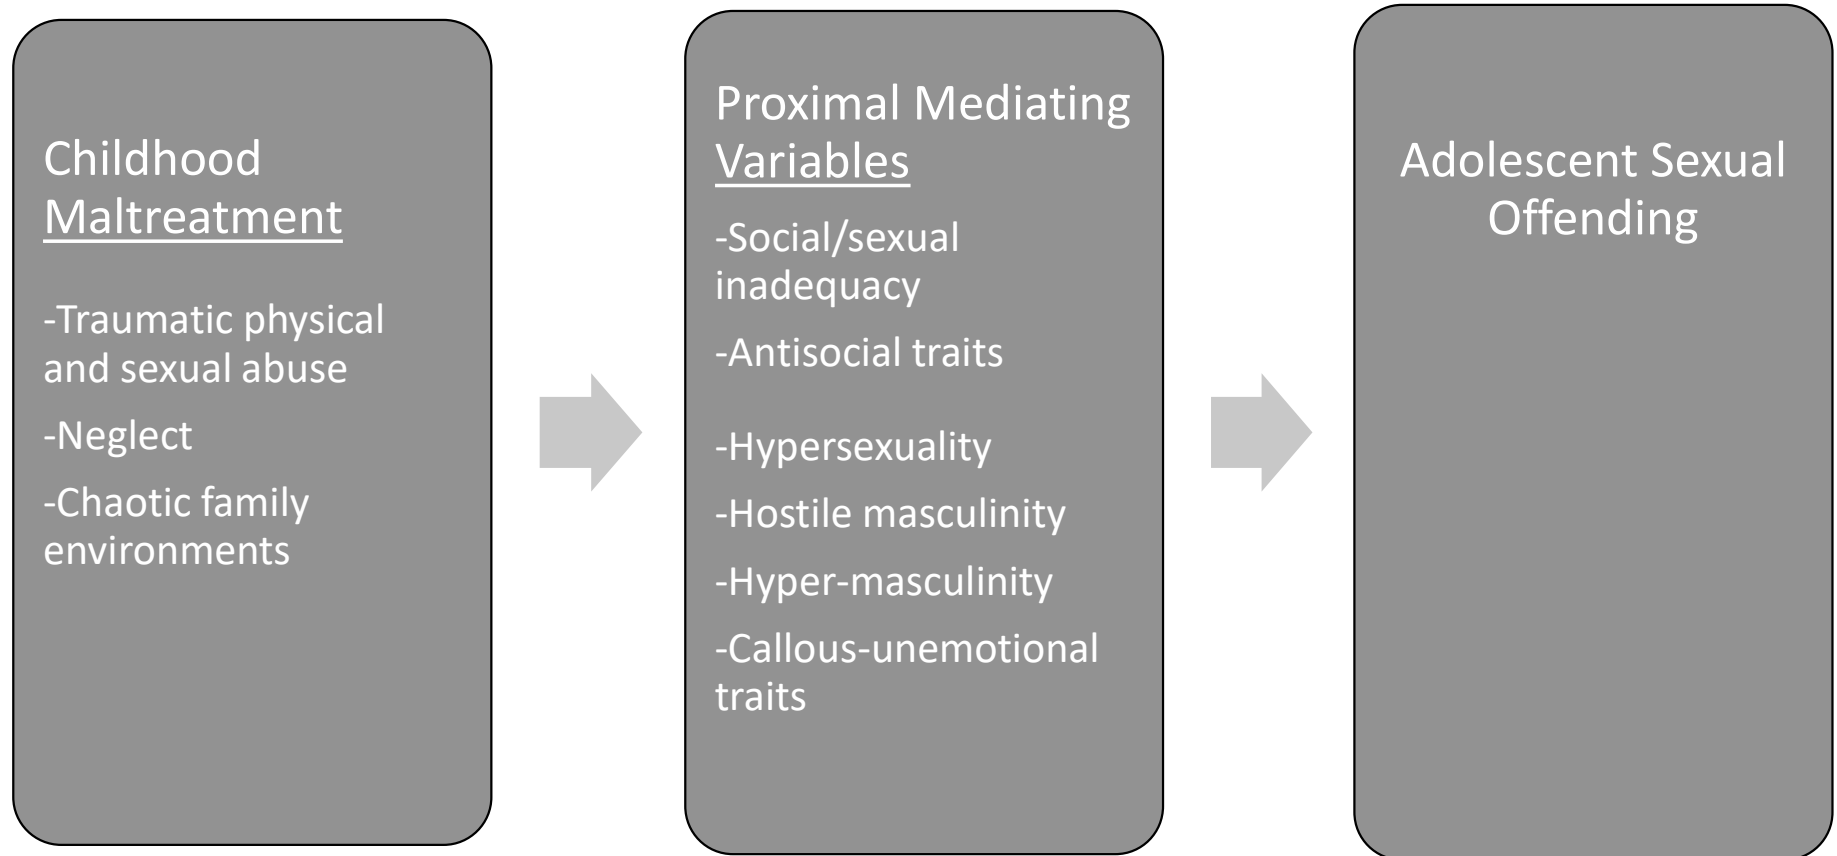 Childhood
Maltreatment
-Traumatic physical
and sexual abuse
-Neglect
-Chaotic family
environments
Proximal Mediating
Variables
-Social/sexual
inadequacy
-Antisocial traits
-Hypersexuality
-Hostile masculinity
-Hyper-masculinity
-Callous-unemotional
traits
Adolescent Sexual
Offending